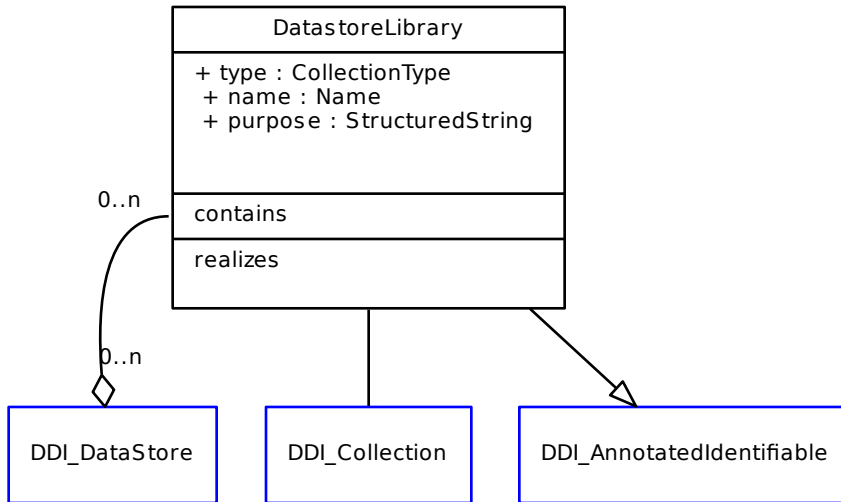 DatastoreLibrary
+ type : CollectionType
+ name : Name
+ purpose : StructuredString
0..n
contains
realizes
0..n
DDI_DataStore
DDI_Collection
DDI_AnnotatedIdentifiable